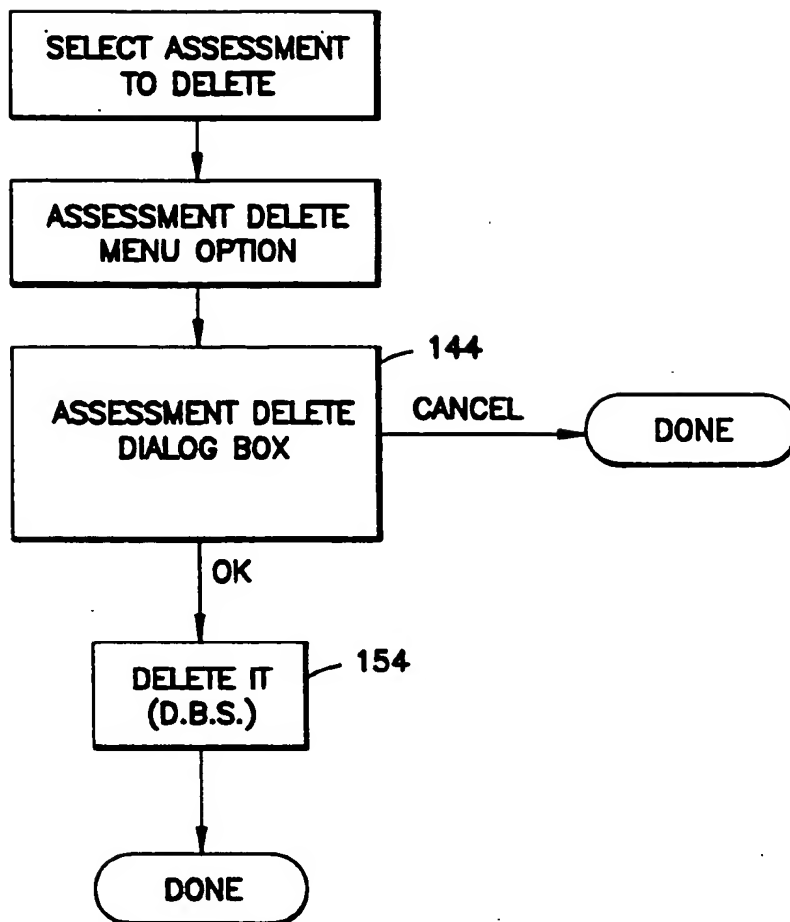 SELECT ASSESSMENT
TO DELETE
ASSESSMENT DELETE
MENU OPTION
144
ASSESSMENT DELETE
DIALOG BOX
CANCEL
DONE
OK
154
DELETE IT
(D.B.S.)
DONE